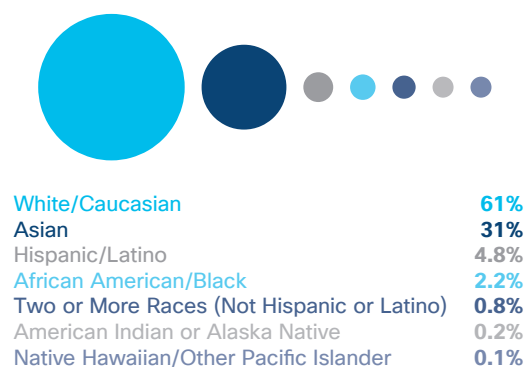 White/Caucasian 61%
Asian 31%
Hispanic/Latino 4.8%
African American/Black 2.2%
Two or More Races (Not Hispanic or Latino) 0.8%
American Indian or Alaska Native 0.2%
Native Hawaiian/Other Pacific Islander 0.1%